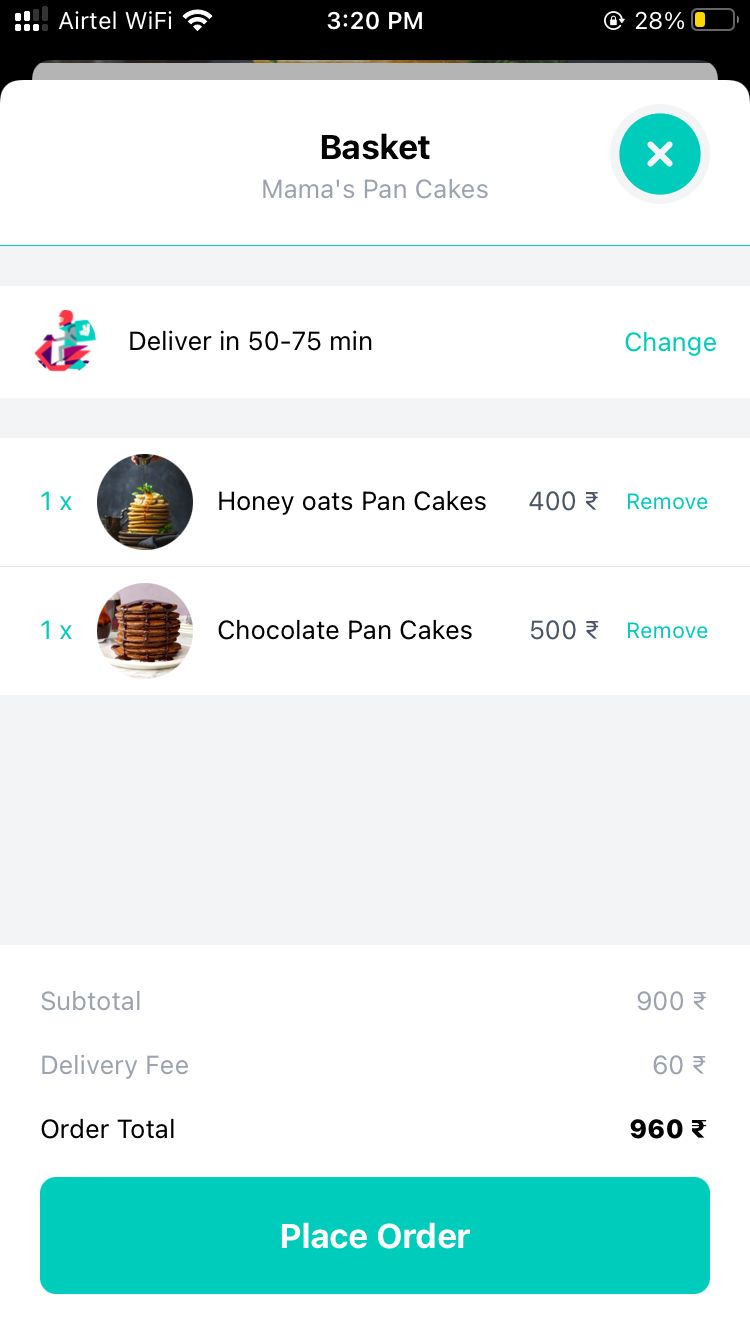 Airtel WiFi 3:20 PM 28%
Basket
Mama's Pan Cakes
Deliver in 50-75 min Change
1 x Honey oats Pan Cakes 400 ₹ Remove
1 x Chocolate Pan Cakes 500 ₹ Remove
Subtotal 900 ₹
Delivery Fee 60 ₹
Order Total 960 ₹
Place Order